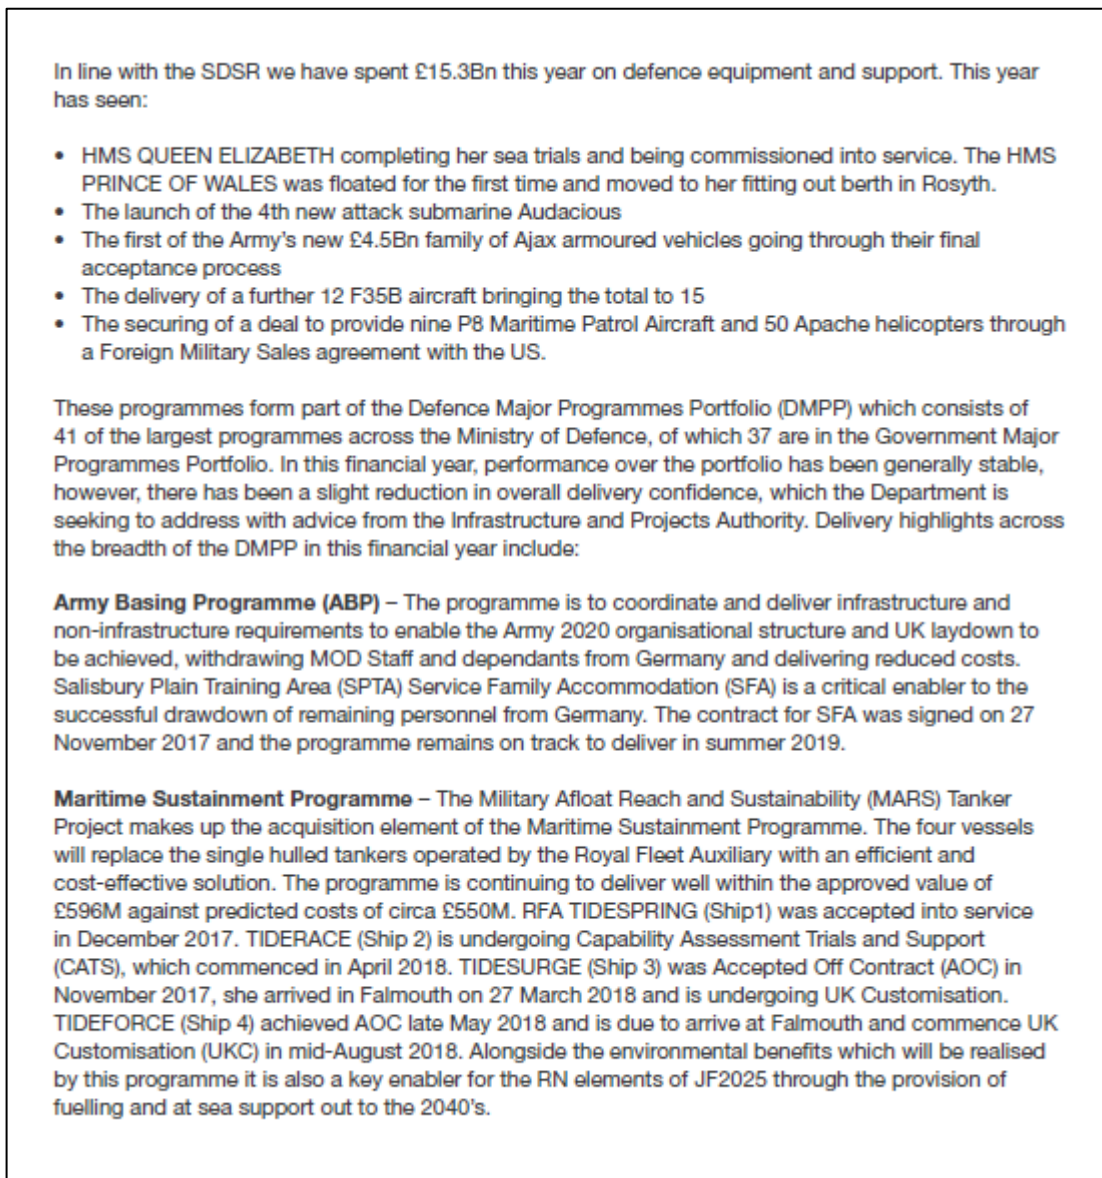 In line with the SDSR we have spent £15.3Bn this year on defence equipment and support. This year
has seen:
• HMS QUEEN ELIZABETH completing her sea trials and being commissioned into service. The HMS
PRINCE OF WALES was floated for the first time and moved to her fitting out berth in Rosyth.
• The launch of the 4th new attack submarine Audacious
• The first of the Army's new £4.5Bn family of Ajax armoured vehicles going through their final
acceptance process
• The delivery of a further 12 F35B aircraft bringing the total to 15
• The securing of a deal to provide nine P8 Maritime Patrol Aircraft and 50 Apache helicopters through
a Foreign Military Sales agreement with the US.
These programmes form part of the Defence Major Programmes Portfolio (DMPP) which consists of
41 of the largest programmes across the Ministry of Defence, of which 37 are in the Government Major
Programmes Portfolio. In this financial year, performance over the portfolio has been generally stable,
however, there has been a slight reduction in overall delivery confidence, which the Department is
seeking to address with advice from the Infrastructure and Projects Authority. Delivery highlights across
the breadth of the DMPP in this financial year include:
Army Basing Programme (ABP) – The programme is to coordinate and deliver infrastructure and
non-infrastructure requirements to enable the Army 2020 organisational structure and UK laydown to
be achieved, withdrawing MOD Staff and dependants from Germany and delivering reduced costs.
Salisbury Plain Training Area (SPTA) Service Family Accommodation (SFA) is a critical enabler to the
successful drawdown of remaining personnel from Germany. The contract for SFA was signed on 27
November 2017 and the programme remains on track to deliver in summer 2019.
Maritime Sustainment Programme – The Military Afloat Reach and Sustainability (MARS) Tanker
Project makes up the acquisition element of the Maritime Sustainment Programme. The four vessels
will replace the single hulled tankers operated by the Royal Fleet Auxiliary with an efficient and
cost-effective solution. The programme is continuing to deliver well within the approved value of
£596M against predicted costs of circa £550M. RFA TIDESPRING (Ship1) was accepted into service
in December 2017. TIDERACE (Ship 2) is undergoing Capability Assessment Trials and Support
(CATS), which commenced in April 2018. TIDESURGE (Ship 3) was Accepted Off Contract (AOC) in
November 2017, she arrived in Falmouth on 27 March 2018 and is undergoing UK Customisation.
TIDEFORCE (Ship 4) achieved AOC late May 2018 and is due to arrive at Falmouth and commence UK
Customisation (UKC) in mid-August 2018. Alongside the environmental benefits which will be realised
by this programme it is also a key enabler for the RN elements of JF2025 through the provision of
fuelling and at sea support out to the 2040's.